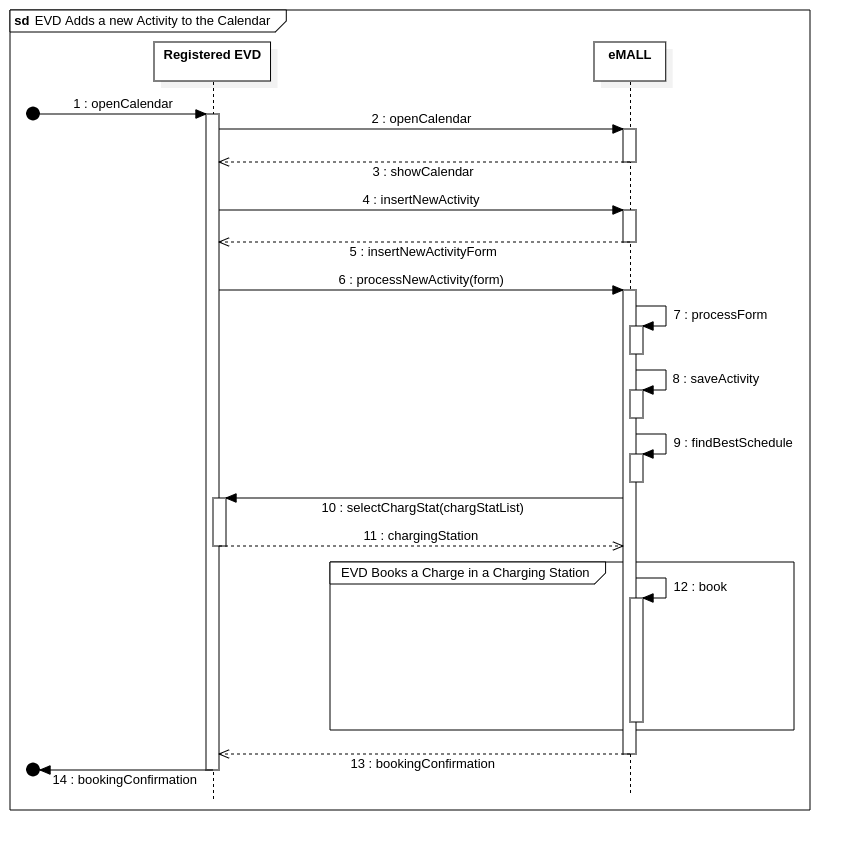 sd EVD Adds a new Activity to the Calendar
Registered EVD
eMALL
1 : openCalendar
2 : openCalendar
3 : showCalendar
4 : insertNewActivity
5 : insertNewActivityForm
6 : processNewActivity(form)
7 : processForm
8 : saveActivity
9 : findBestSchedule
10 : selectChargStat(chargStatList)
11 : chargingStation
EVD Books a Charge in a Charging Station
12 : book
13 : bookingConfirmation
14 : bookingConfirmation